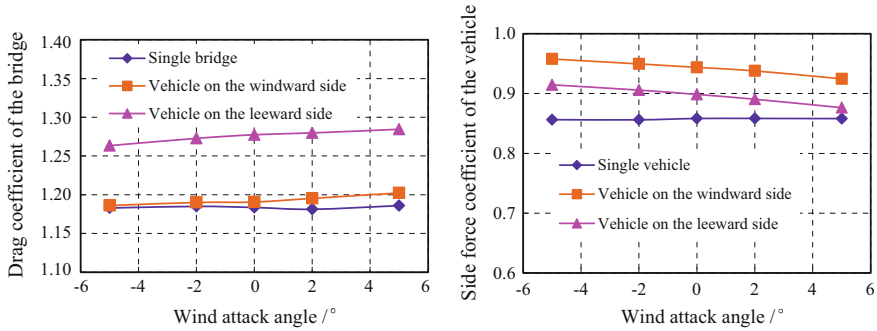 Drag coefficient of the bridge
1.40
1.35
1.30
1.25
1.20
1.15
1.10
Single bridge
Vehicle on the windward side
Vehicle on the leeward side
-6
-4
-2
0
2
4
6
Wind attack angle /°
Side force coefficient of the vehicle
1.0
0.9
0.8
0.7
0.6
Single vehicle
Vehicle on the windward side
Vehicle on the leeward side
-6
-4
-2
0
2
4
6
Wind attack angle /°